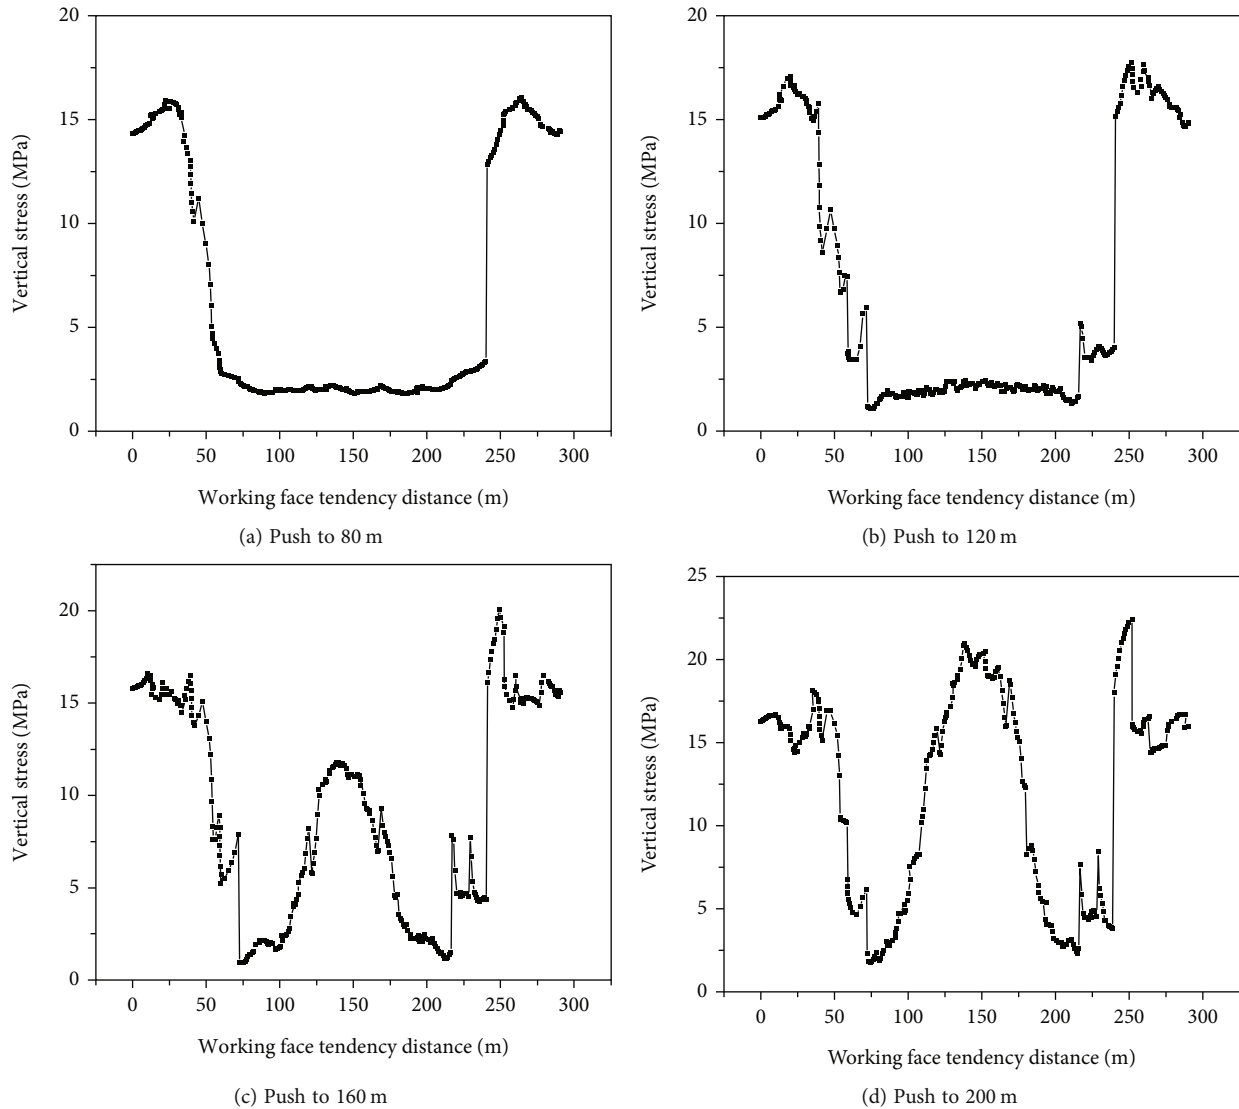 20
15
10
5
0
Vertical stress (MPa)
0 50 100 150 200 250 300
Working face tendency distance (m)
(a) Push to 80 m
20
15
10
5
0
Vertical stress (MPa)
0 50 100 150 200 250 300
Working face tendency distance (m)
(b) Push to 120 m
20
15
10
5
0
Vertical stress (MPa)
0 50 100 150 200 250 300
Working face tendency distance (m)
(c) Push to 160 m
25
20
15
10
5
0
Vertical stress (MPa)
0 50 100 150 200 250 300
Working face tendency distance (m)
(d) Push to 200 m